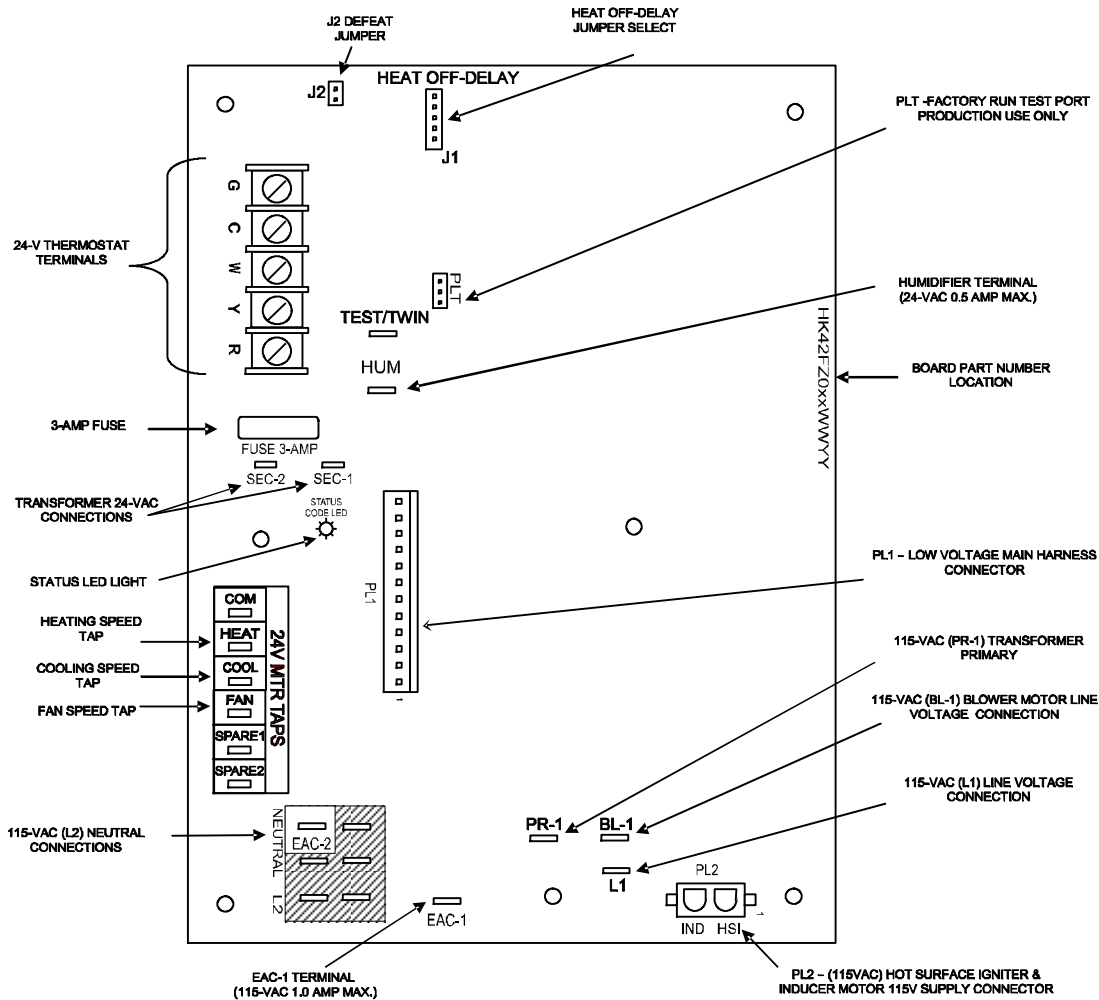 J2 DEFEAT
JUMPER
HEAT OFF-DELAY
JUMPER SELECT
HEAT OFF-DELAY
J2
J1
PLT -FACTORY RUN TEST PORT
PRODUCTION USE ONLY
G
C
W
Y
R
24-V THERMOSTAT
TERMINALS
PLT
TEST/TWIN
HUM
HUMIDIFIER TERMINAL
(24-VAC 0.5 AMP MAX.)
HK42FZ0xxWWYY
BOARD PART NUMBER
LOCATION
3-AMP FUSE
FUSE 3-AMP
SEC-2
SEC-1
TRANSFORMER 24-VAC
CONNECTIONS
STATUS
CODE LED
STATUS LED LIGHT
PL1
1
PL1 – LOW VOLTAGE MAIN HARNESS
CONNECTOR
COM
HEAT
COOL
FAN
SPARE1
SPARE2
24V MTR TAPS
HEATING SPEED
TAP
COOLING SPEED
TAP
FAN SPEED TAP
115-VAC (PR-1) TRANSFORMER
PRIMARY
115-VAC (BL-1) BLOWER MOTOR LINE
VOLTAGE CONNECTION
115-VAC (L1) LINE VOLTAGE
CONNECTION
115-VAC (L2) NEUTRAL
CONNECTIONS
NEUTRAL
L2
EAC-2
PR-1
BL-1
L1
PL2
1
IND
HSI
EAC-1
EAC-1 TERMINAL
(115-VAC 1.0 AMP MAX.)
PL2 – (115VAC) HOT SURFACE IGNITER &
INDUCER MOTOR 115V SUPPLY CONNECTOR